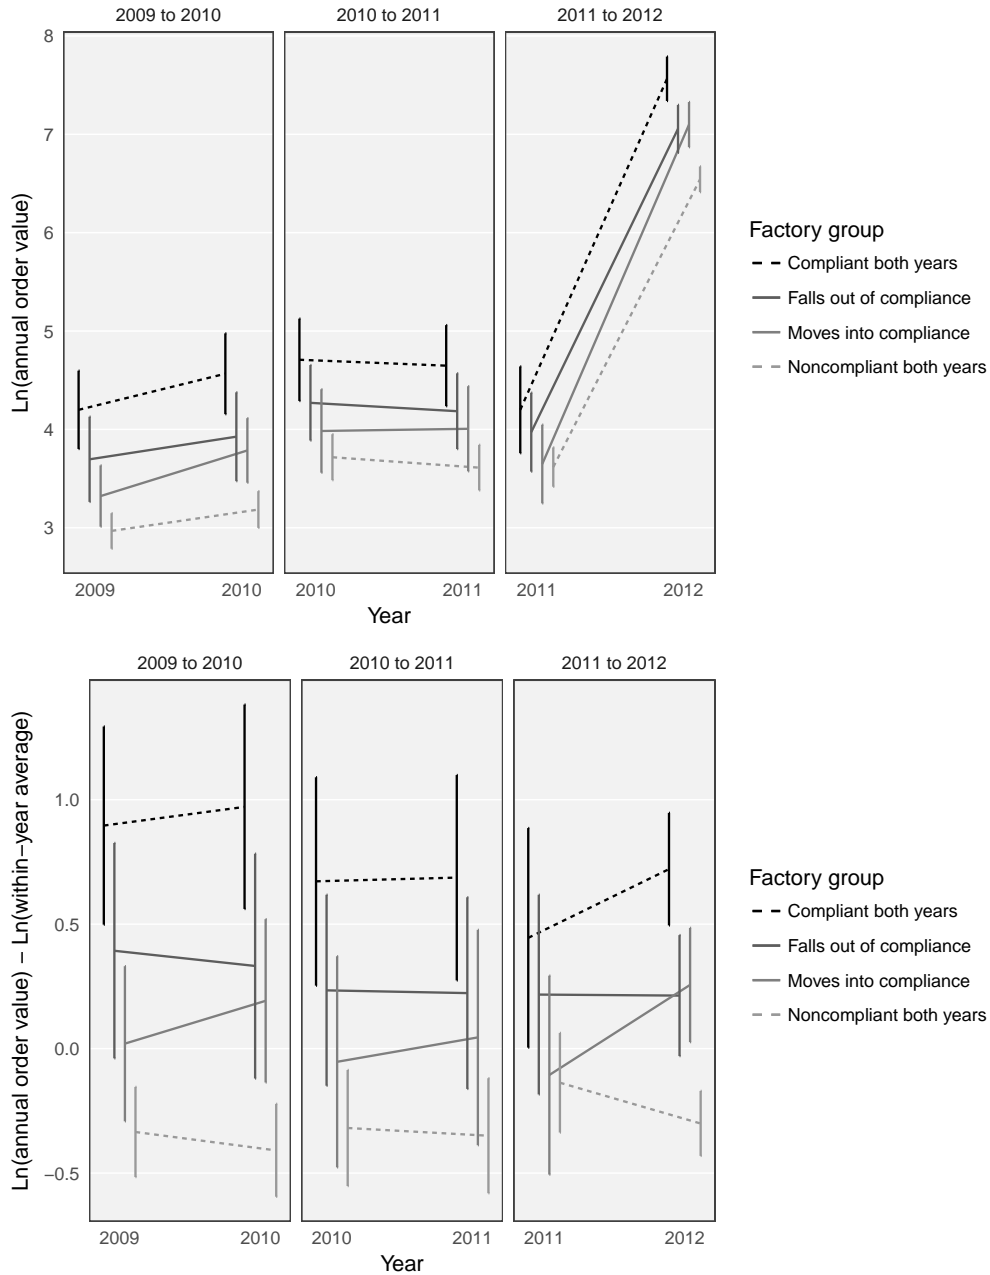 2009 to 2010
2010 to 2011
2011 to 2012
8
7
6
5
4
3
Ln(annual order value)
2009
2010
2010
2011
2011
2012
Year
Factory group
Compliant both years
Falls out of compliance
Moves into compliance
Noncompliant both years
2009 to 2010
2010 to 2011
2011 to 2012
1.0
0.5
0.0
−0.5
Ln(annual order value) − Ln(within−year average)
2009
2010
2010
2011
2011
2012
Year
Factory group
Compliant both years
Falls out of compliance
Moves into compliance
Noncompliant both years